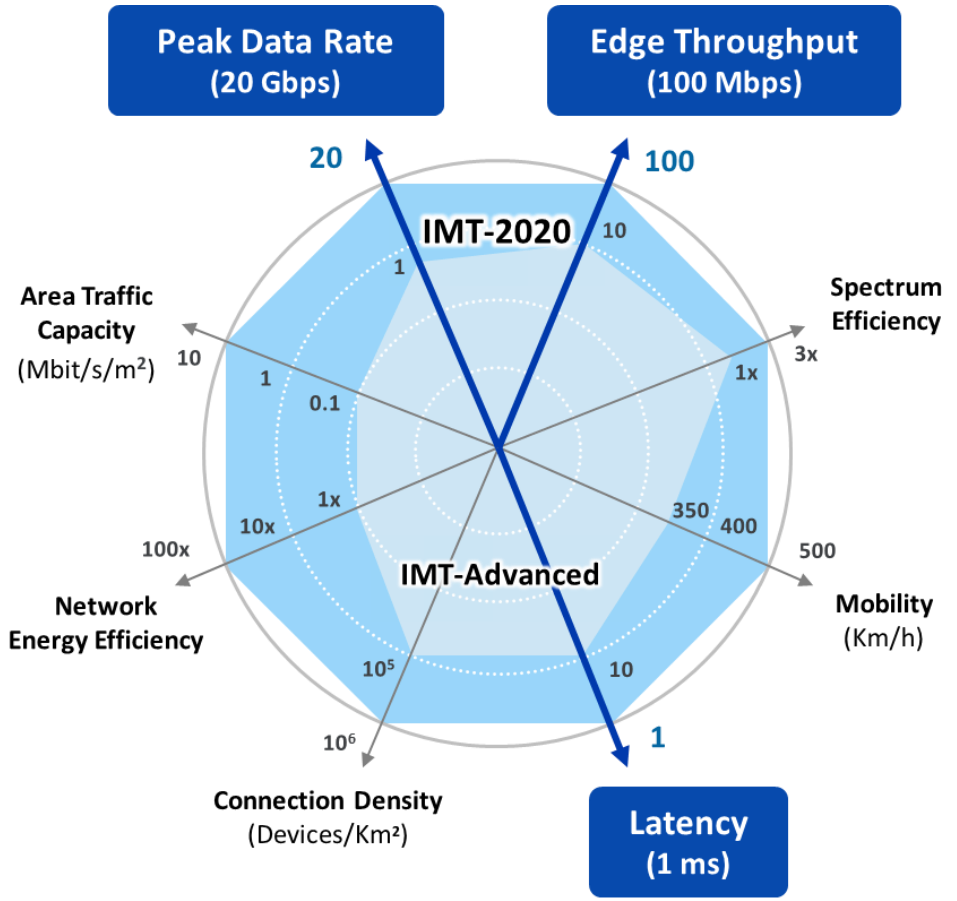 Peak Data Rate
(20 Gbps)
Edge Throughput
(100 Mbps)
20
100
IMT-2020
10
1
Area Traffic
Capacity
(Mbit/s/m²)
Spectrum
Efficiency
10
1
0.1
1x
3x
1x
10x
100x
350
400
500
Network
Energy Efficiency
IMT-Advanced
Mobility
(Km/h)
10⁵
10
10⁶
1
Connection Density
(Devices/Km²)
Latency
(1 ms)